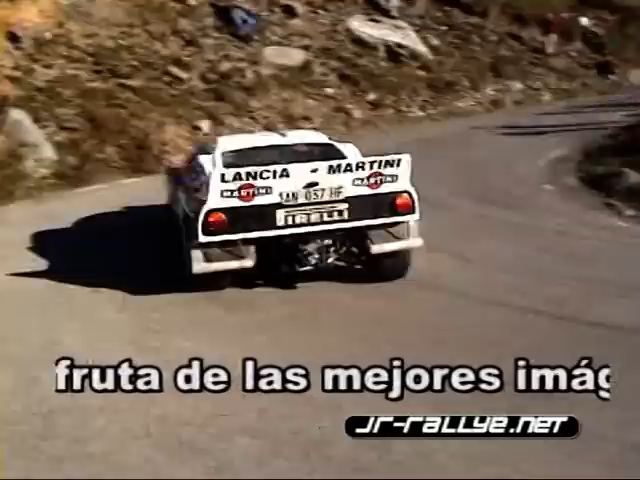 LANCIA - MARTINI
MARTINI MARTINI
PIRELLI
fruta de las mejores imág
jr-rallye.net